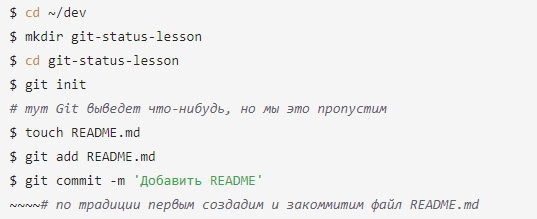 $ cd ~/dev
$ mkdir git-status-lesson
$ cd git-status-lesson
$ git init
# тут Git выведет что-нибудь, но мы это пропустим
$ touch README.md
$ git add README.md
$ git commit -m 'Добавить README'
~~~~# по традиции первым создадим и закоммитим файл README.md